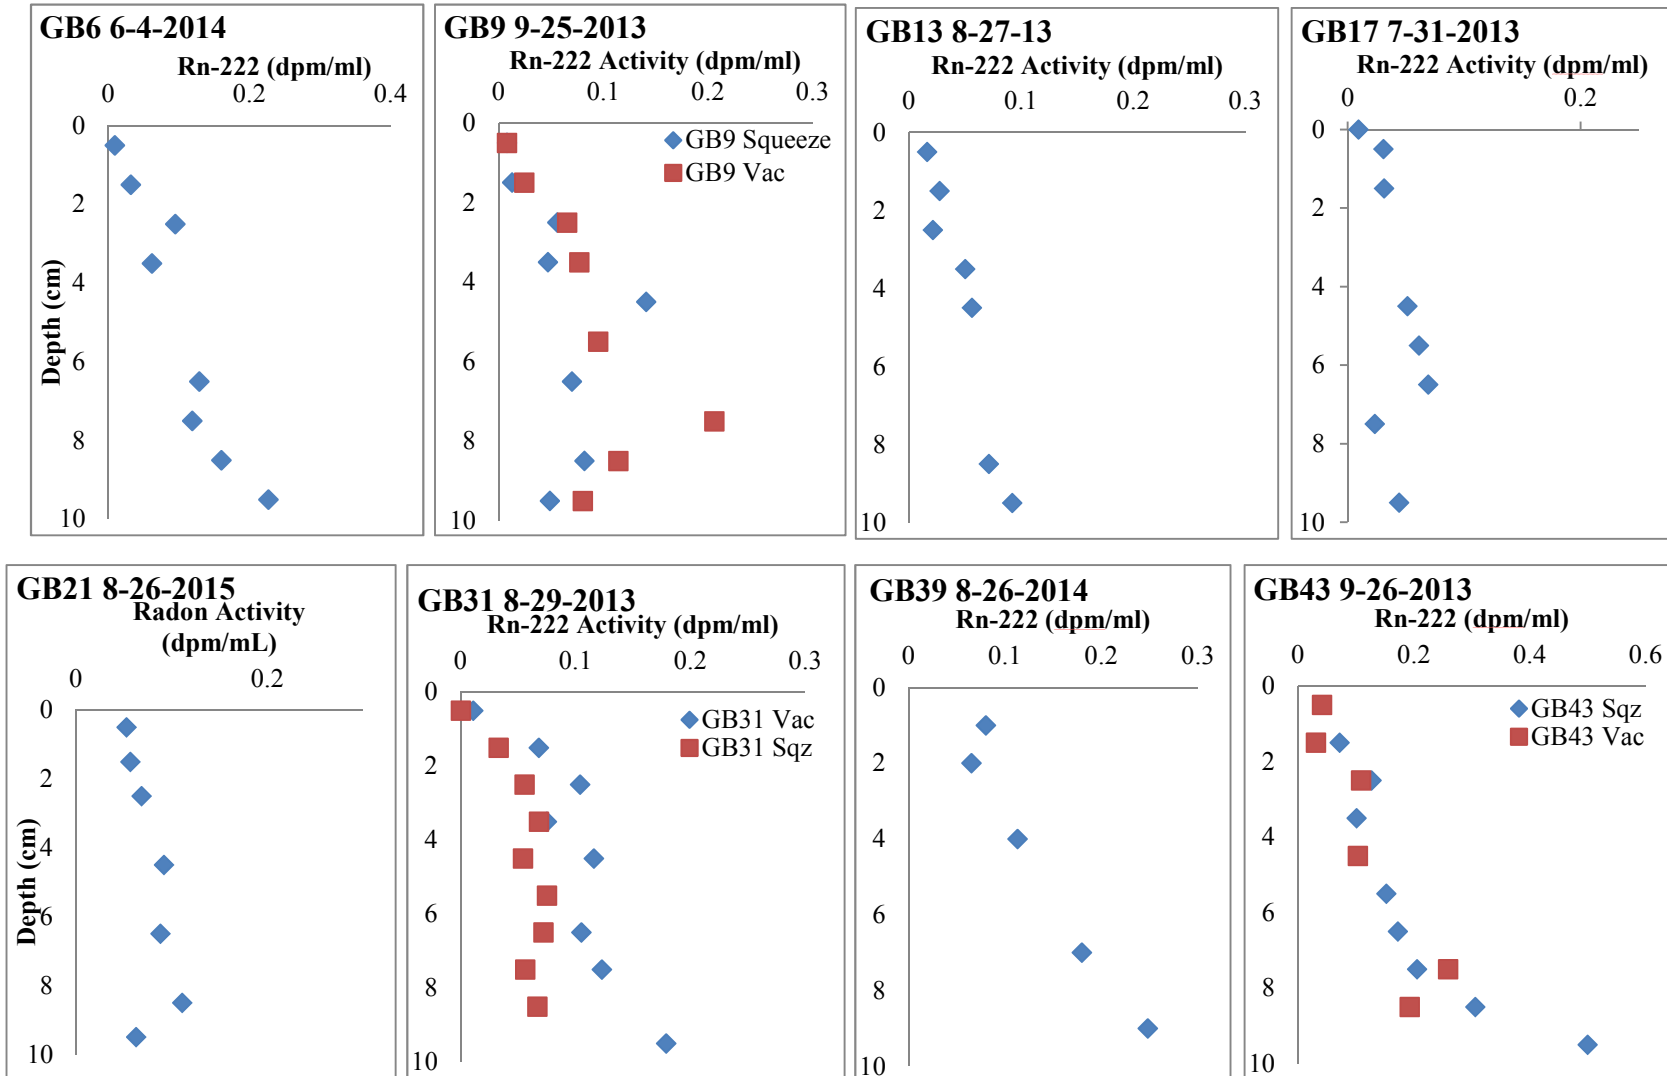 GB6 6-4-2014
Rn-222 (dpm/ml)
0 0.2 0.4
0
2
4
6
8
10
Depth (cm)
GB9 9-25-2013
Rn-222 Activity (dpm/ml)
0 0.1 0.2 0.3
0
2
4
6
8
10
GB9 Squeeze
GB9 Vac
GB13 8-27-13
Rn-222 Activity (dpm/ml)
0 0.1 0.2 0.3
0
2
4
6
8
10
GB17 7-31-2013
Rn-222 Activity (dpm/ml)
0 0.2
0
2
4
6
8
10
GB21 8-26-2015
Radon Activity
(dpm/mL)
0 0.2
0
2
4
6
8
10
Depth (cm)
GB31 8-29-2013
Rn-222 Activity (dpm/ml)
0 0.1 0.2 0.3
0
2
4
6
8
10
GB31 Vac
GB31 Sqz
GB39 8-26-2014
Rn-222 (dpm/ml)
0 0.1 0.2 0.3
0
2
4
6
8
10
GB43 9-26-2013
Rn-222 (dpm/ml)
0 0.2 0.4 0.6
0
2
4
6
8
10
GB43 Sqz
GB43 Vac